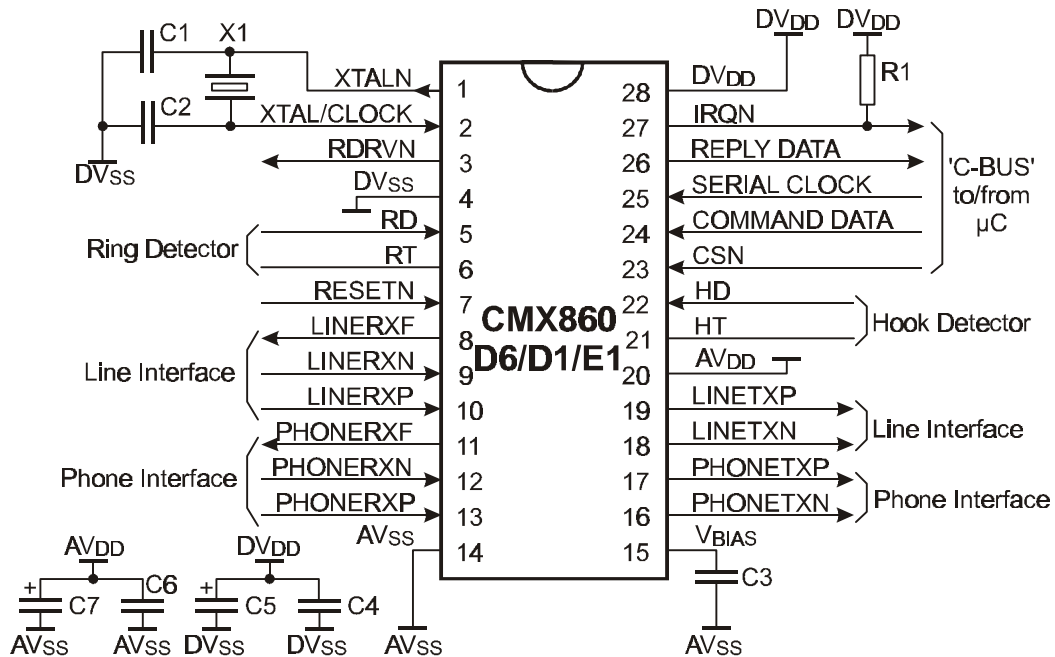 C1
X1
C2
DVSS
XTALN
XTAL/CLOCK
RDRVN
DVSS
RD
RT
Ring Detector
RESETN
LINERXF
LINERXN
LINERXP
Line Interface
PHONERXF
PHONERXN
PHONERXP
Phone Interface
AVSS
AVSS
1
2
3
4
5
6
7
8
9
10
11
12
13
14
CMX860
D6/D1/E1
28
27
26
25
24
23
22
21
20
19
18
17
16
15
DVDD
DVDD
DVDD
R1
IRQN
REPLY DATA
SERIAL CLOCK
COMMAND DATA
CSN
'C-BUS'
to/from
µC
HD
HT
Hook Detector
AVDD
LINETXP
LINETXN
Line Interface
PHONETXP
PHONETXN
Phone Interface
VBIAS
C3
AVSS
AVDD
+
C7
C6
AVSS
AVSS
DVDD
+
C5
C4
DVSS
DVSS